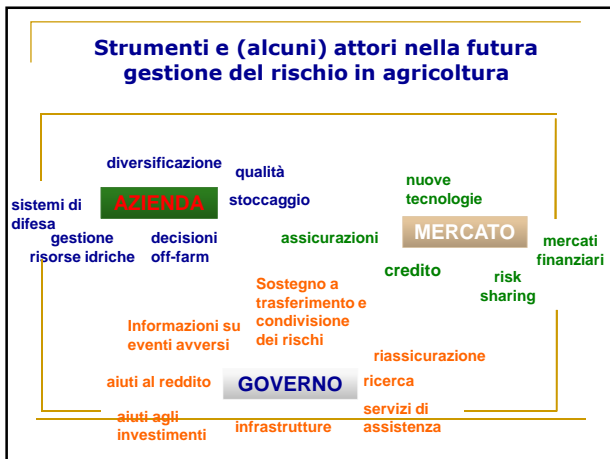 Strumenti e (alcuni) attori nella futura
gestione del rischio in agricoltura
diversificazione
qualità
sistemi di
difesa
AZIENDA
stoccaggio
gestione
risorse idriche
decisioni
off-farm
nuove
tecnologie
assicurazioni
MERCATO
mercati
finanziari
credito
risk
sharing
Sostegno a
trasferimento e
condivisione
dei rischi
Informazioni su
eventi avversi
riassicurazione
aiuti al reddito
GOVERNO
ricerca
aiuti agli
investimenti
infrastrutture
servizi di
assistenza